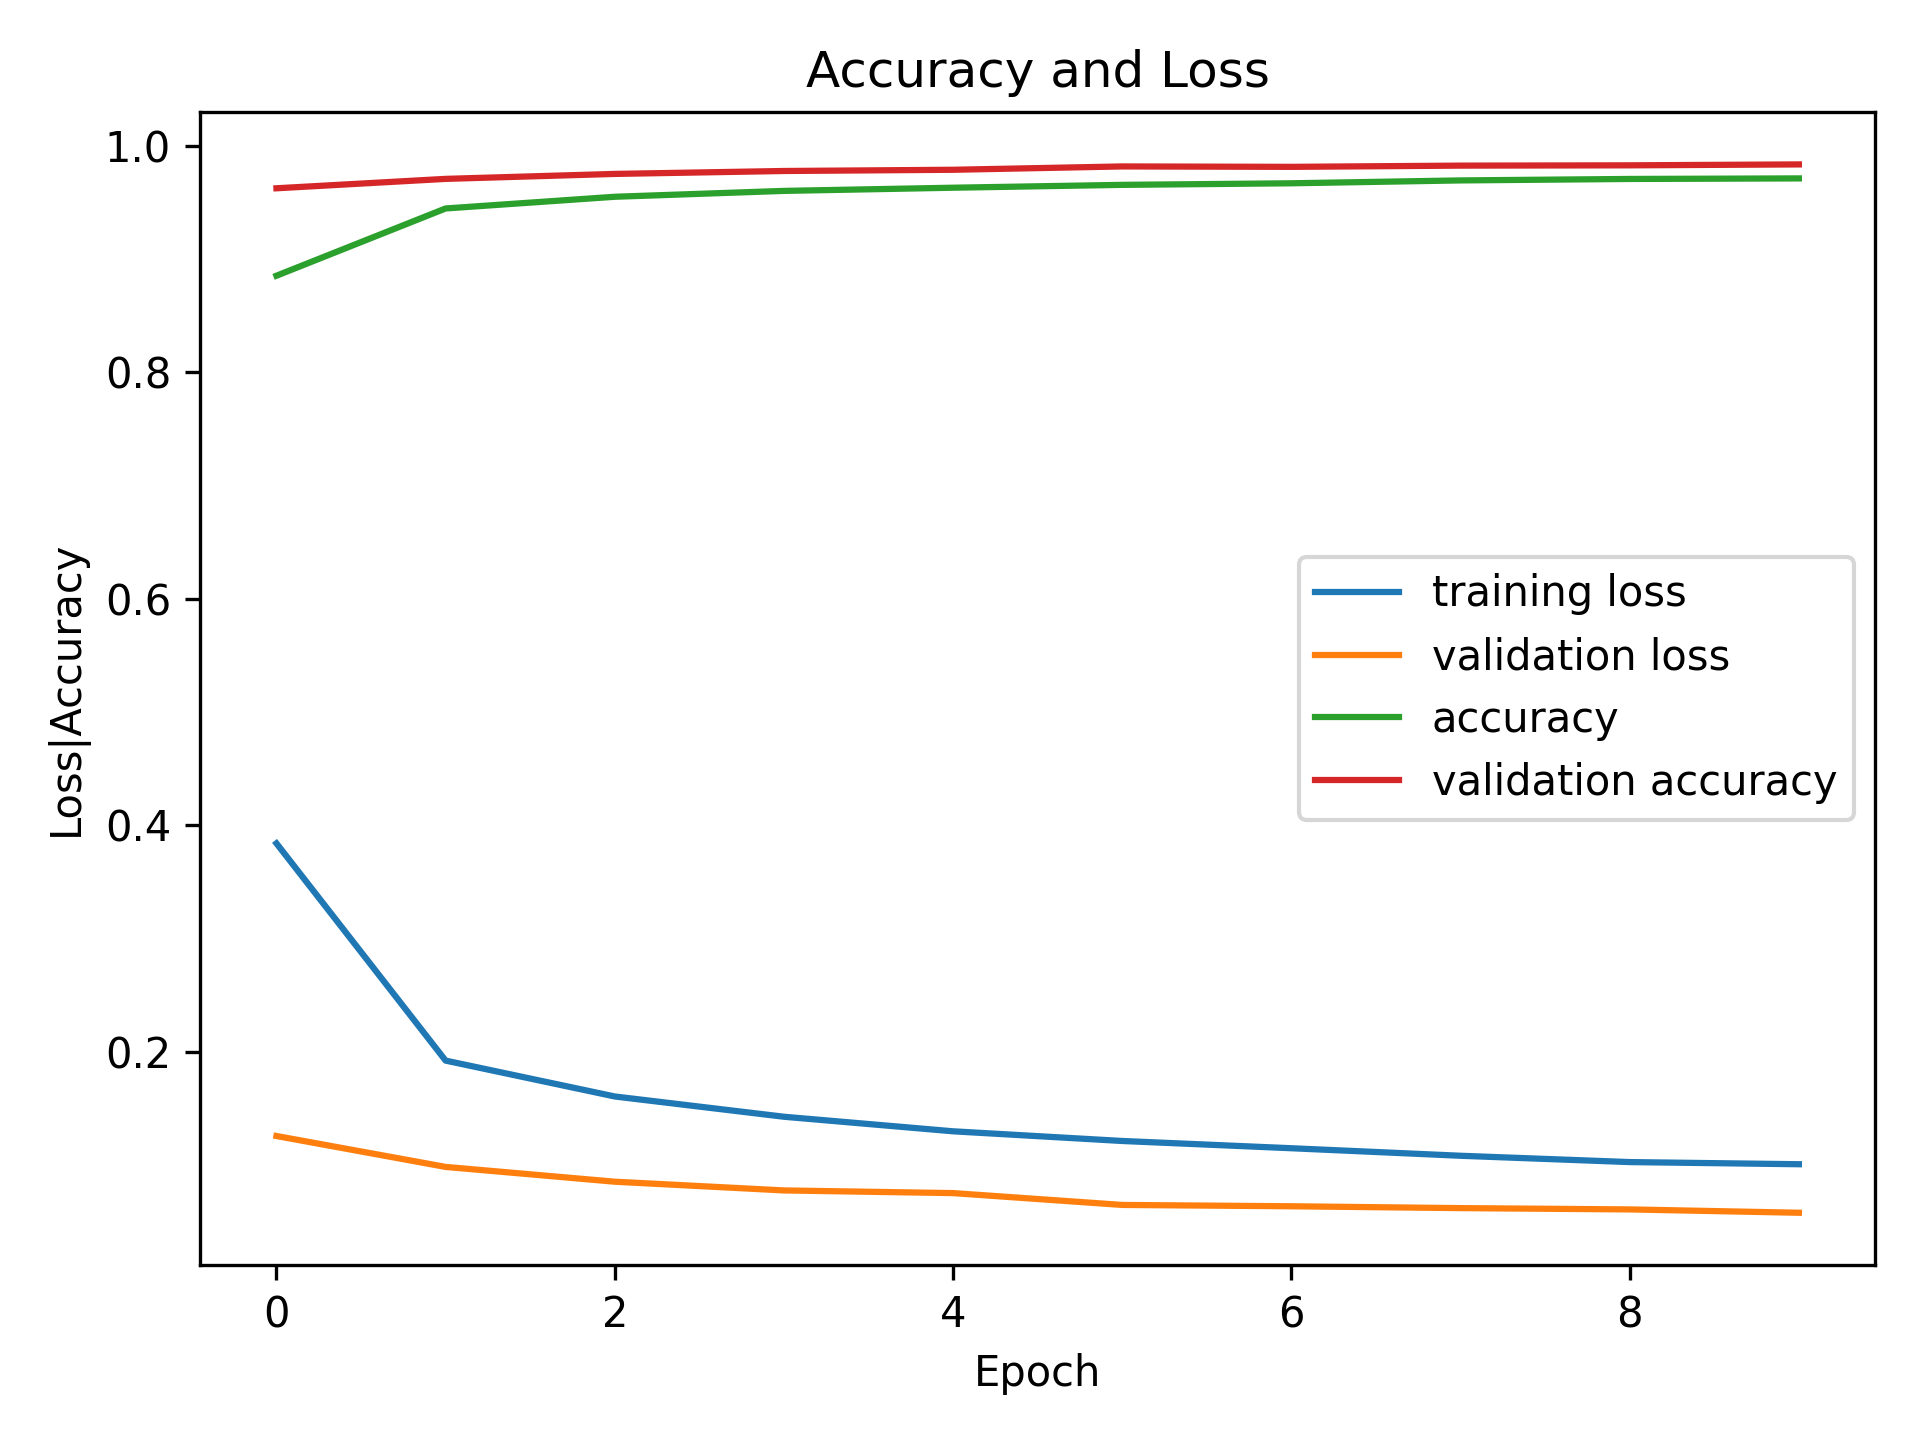 Accuracy and Loss
Loss|Accuracy
1.0
0.8
0.6
0.4
0.2
training loss
validation loss
accuracy
validation accuracy
0 2 4 6 8
Epoch